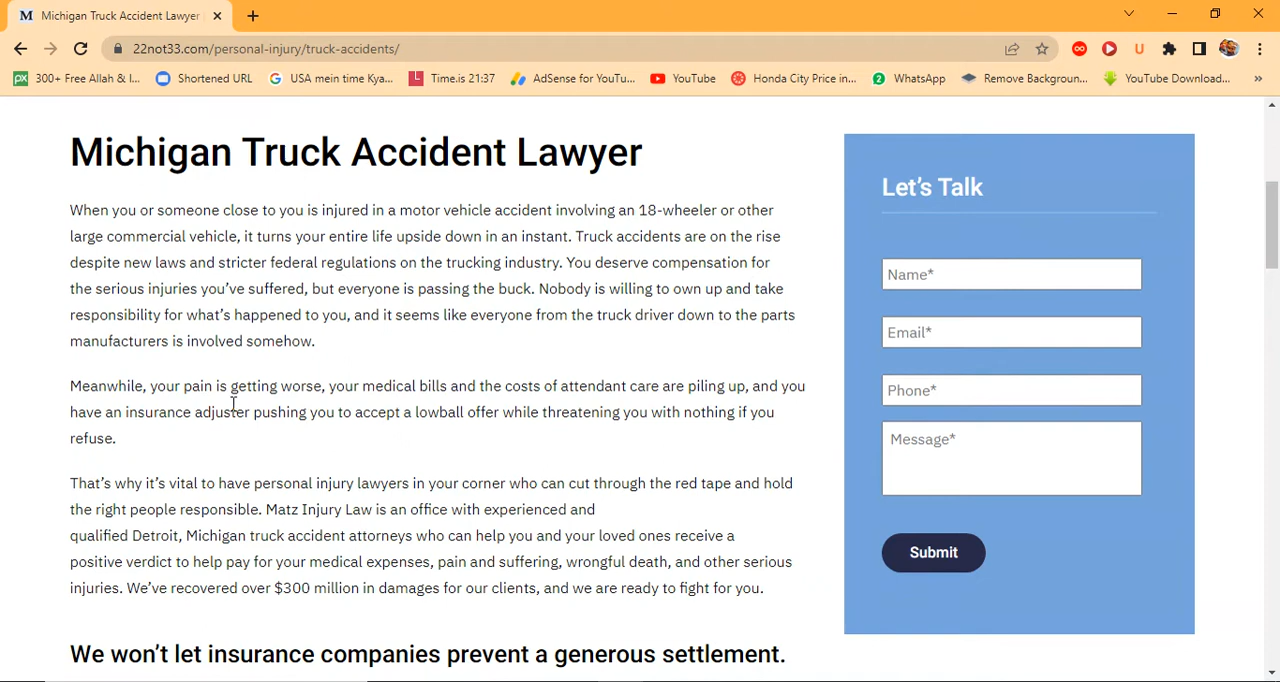 Michigan Truck Accident Lawyer
22not33.com/personal-injury/truck-accidents/
300+ Free Allah & I...
Shortened URL
USA mein time Kya...
Time.is 21:37
AdSense for YouTu...
YouTube
Honda City Price in...
2
WhatsApp
Remove Backgroun...
YouTube Download...
»
Michigan Truck Accident Lawyer
When you or someone close to you is injured in a motor vehicle accident involving an 18-wheeler or other
large commercial vehicle, it turns your entire life upside down in an instant. Truck accidents are on the rise
despite new laws and stricter federal regulations on the trucking industry. You deserve compensation for
the serious injuries you’ve suffered, but everyone is passing the buck. Nobody is willing to own up and take
responsibility for what’s happened to you, and it seems like everyone from the truck driver down to the parts
manufacturers is involved somehow.
Meanwhile, your pain is getting worse, your medical bills and the costs of attendant care are piling up, and you
have an insurance adjuster pushing you to accept a lowball offer while threatening you with nothing if you
refuse.
That’s why it’s vital to have personal injury lawyers in your corner who can cut through the red tape and hold
the right people responsible. Matz Injury Law is an office with experienced and
qualified Detroit, Michigan truck accident attorneys who can help you and your loved ones receive a
positive verdict to help pay for your medical expenses, pain and suffering, wrongful death, and other serious
injuries. We’ve recovered over $300 million in damages for our clients, and we are ready to fight for you.
We won’t let insurance companies prevent a generous settlement.
Let’s Talk
Name*
Email*
Phone*
Message*
Submit